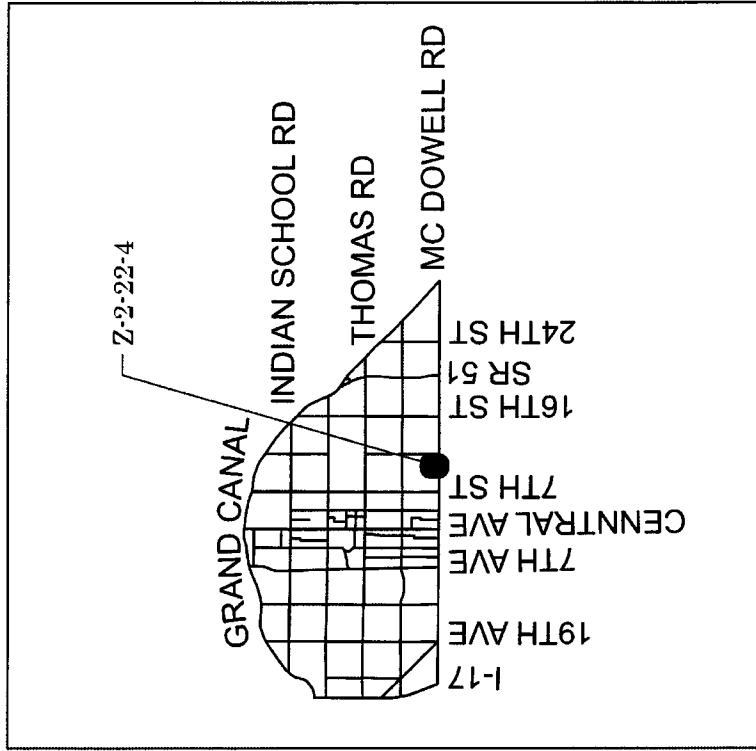 Z-2-22-4
GRAND CANAL
INDIAN SCHOOL RD
THOMAS RD
MC DOWELL RD
I-17
19TH AVE
7TH AVE
CENNTRAL AVE
7TH ST
16TH ST
SR 51
24TH ST